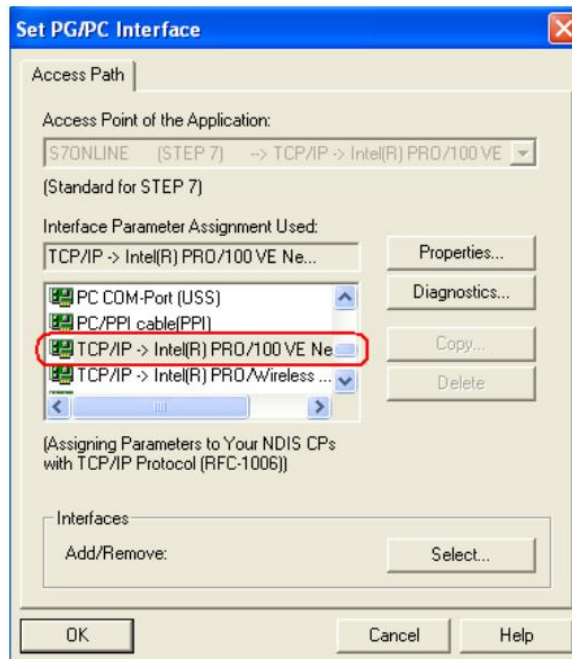 Set PG/PC Interface
Access Path
Access Point of the Application:
S7ONLINE (STEP 7) --> TCP/IP -> Intel(R) PRO/100 VE
(Standard for STEP 7)
Interface Parameter Assignment Used:
TCP/IP -> Intel(R) PRO/100 VE Ne...
Properties...
Diagnostics...
PC COM-Port (USS)
PC/PPI cable(PPI)
TCP/IP -> Intel(R) PRO/100 VE Ne
Copy...
TCP/IP -> Intel(R) PRO/Wireless ...
Delete
(Assigning Parameters to Your NDIS CPs
with TCP/IP Protocol (RFC-1006))
Interfaces
Add/Remove:
Select...
OK
Cancel
Help